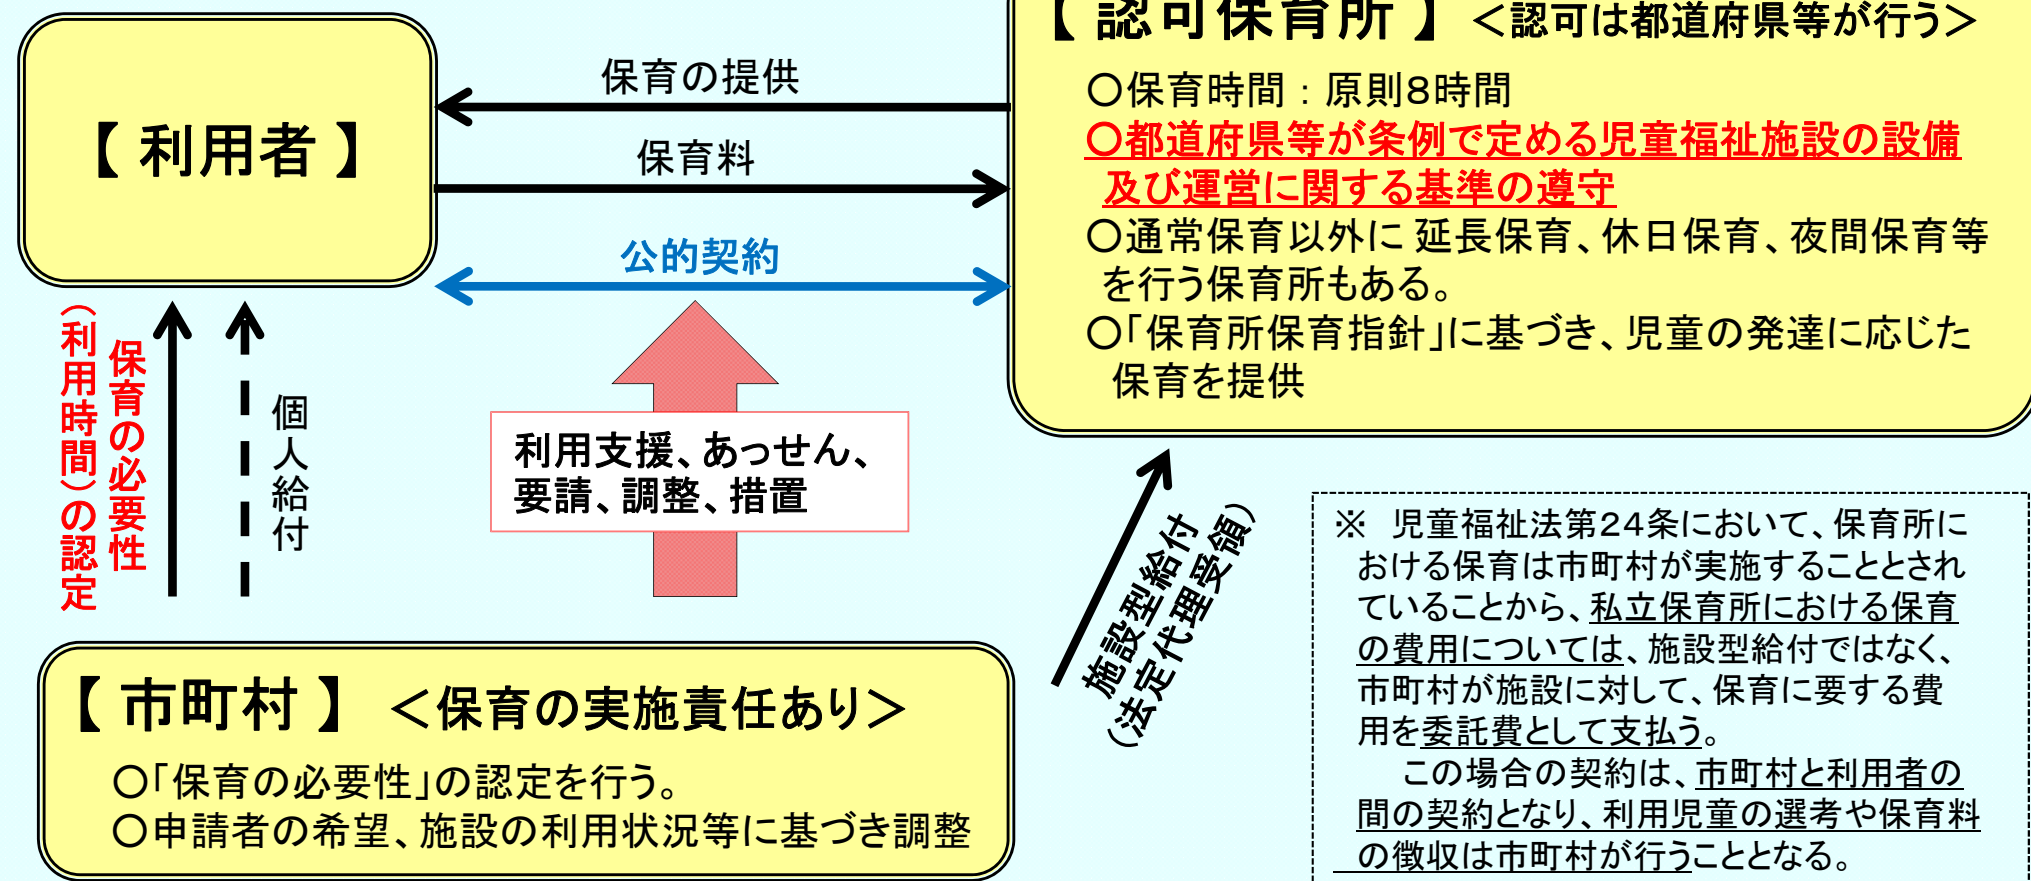 【 認可保育所 】 <認可は都道府県等が行う>
○保育時間：原則8時間
○都道府県等が条例で定める児童福祉施設の設備
及び運営に関する基準の遵守
○通常保育以外に 延長保育、休日保育、夜間保育等
を行う保育所もある。
○「保育所保育指針」に基づき、児童の発達に応じた
保育を提供
【 利用者 】
保育の提供
保育料
公的契約
保育の必要性
（利用時間）の認定
個人給付
利用支援、あっせん、
要請、調整、措置
施設型給付
（法定代理受領）
【 市町村 】 <保育の実施責任あり>
○「保育の必要性」の認定を行う。
○申請者の希望、施設の利用状況等に基づき調整
※ 児童福祉法第24条において、保育所に
おける保育は市町村が実施することとされ
ていることから、私立保育所における保育
の費用については、施設型給付ではなく、
市町村が施設に対して、保育に要する費
用を委託費として支払う。
この場合の契約は、市町村と利用者の
間の契約となり、利用児童の選考や保育料
の徴収は市町村が行うこととなる。